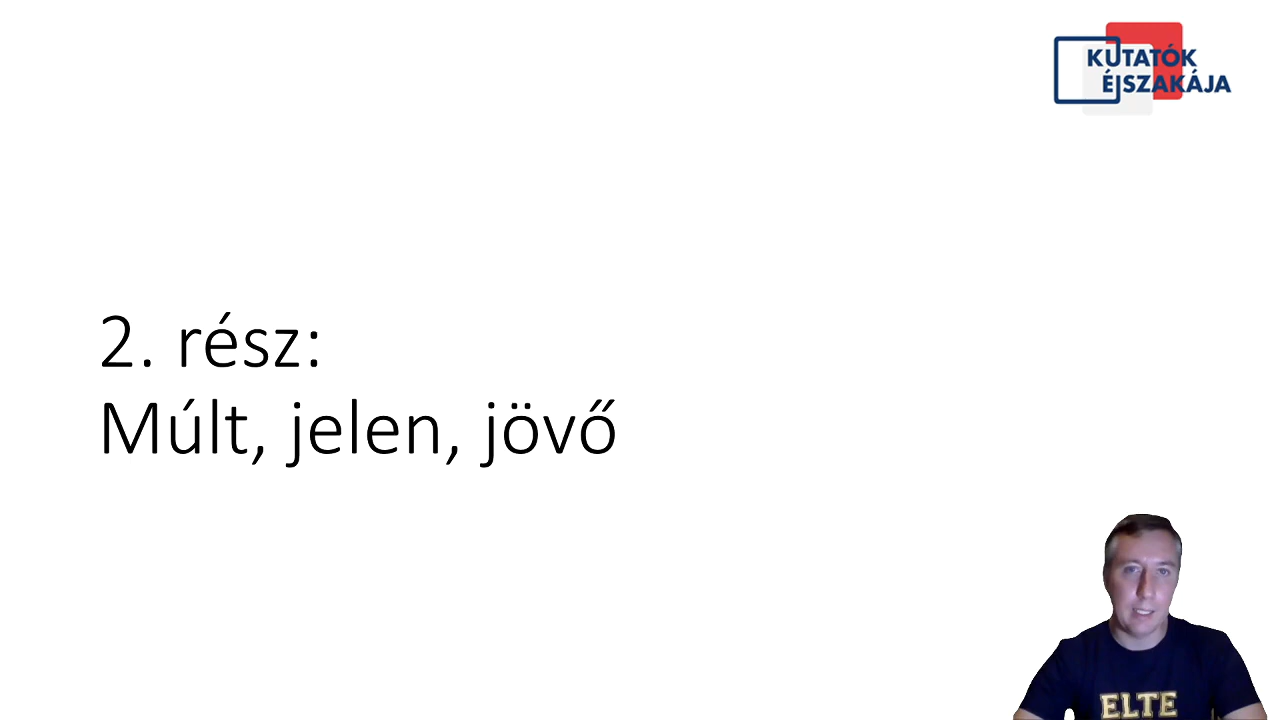 KUTATÓK
ÉJSZAKÁJA
2. rész:
Múlt, jelen, jövő
ELTE